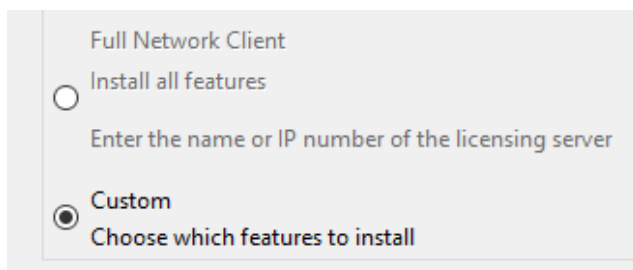 Full Network Client
Install all features
Enter the name or IP number of the licensing server
Custom
Choose which features to install